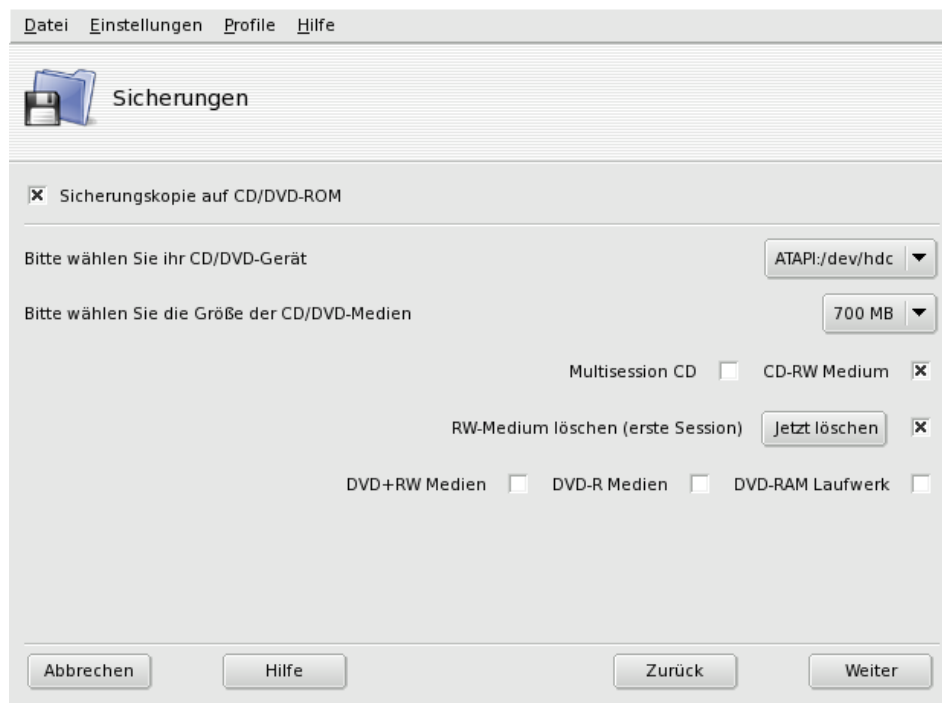 Datei Einstellungen Profile Hilfe
Sicherungen
Sicherungskopie auf CD/DVD-ROM
Bitte wählen Sie ihr CD/DVD-Gerät ATAPI:/dev/hdc
Bitte wählen Sie die Größe der CD/DVD-Medien 700 MB
Multisession CD CD-RW Medium
RW-Medium löschen (erste Session) Jetzt löschen
DVD+RW Medien DVD-R Medien DVD-RAM Laufwerk
Abbrechen Hilfe Zurück Weiter